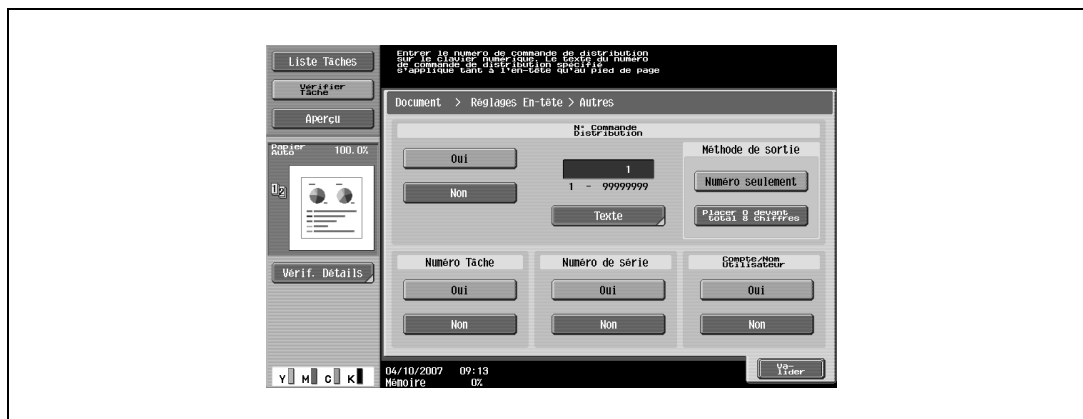 Liste Tâches
Vérifier
Tâche
Aperçu
Entrer le numéro de commande de distribution
sur le clavier numérique. Le texte du numéro
de commande de distribution spécifié
s'applique tant à l'en-tête qu'au pied de page
Document > Réglages En-tête > Autres
Papier
Auto 100.0%
12
Vérif. Détails
N° Commande
Distribution
Oui
Non
1
1 - 99999999
Texte
Méthode de sortie
Numéro seulement
Placer 0 devant
total 8 chiffres
Numéro Tâche
Oui
Non
Numéro de série
Oui
Non
Compte/Nom
Utilisateur
Oui
Non
Y M C K
04/10/2007 09:13
Mémoire 0%
Va-
lider